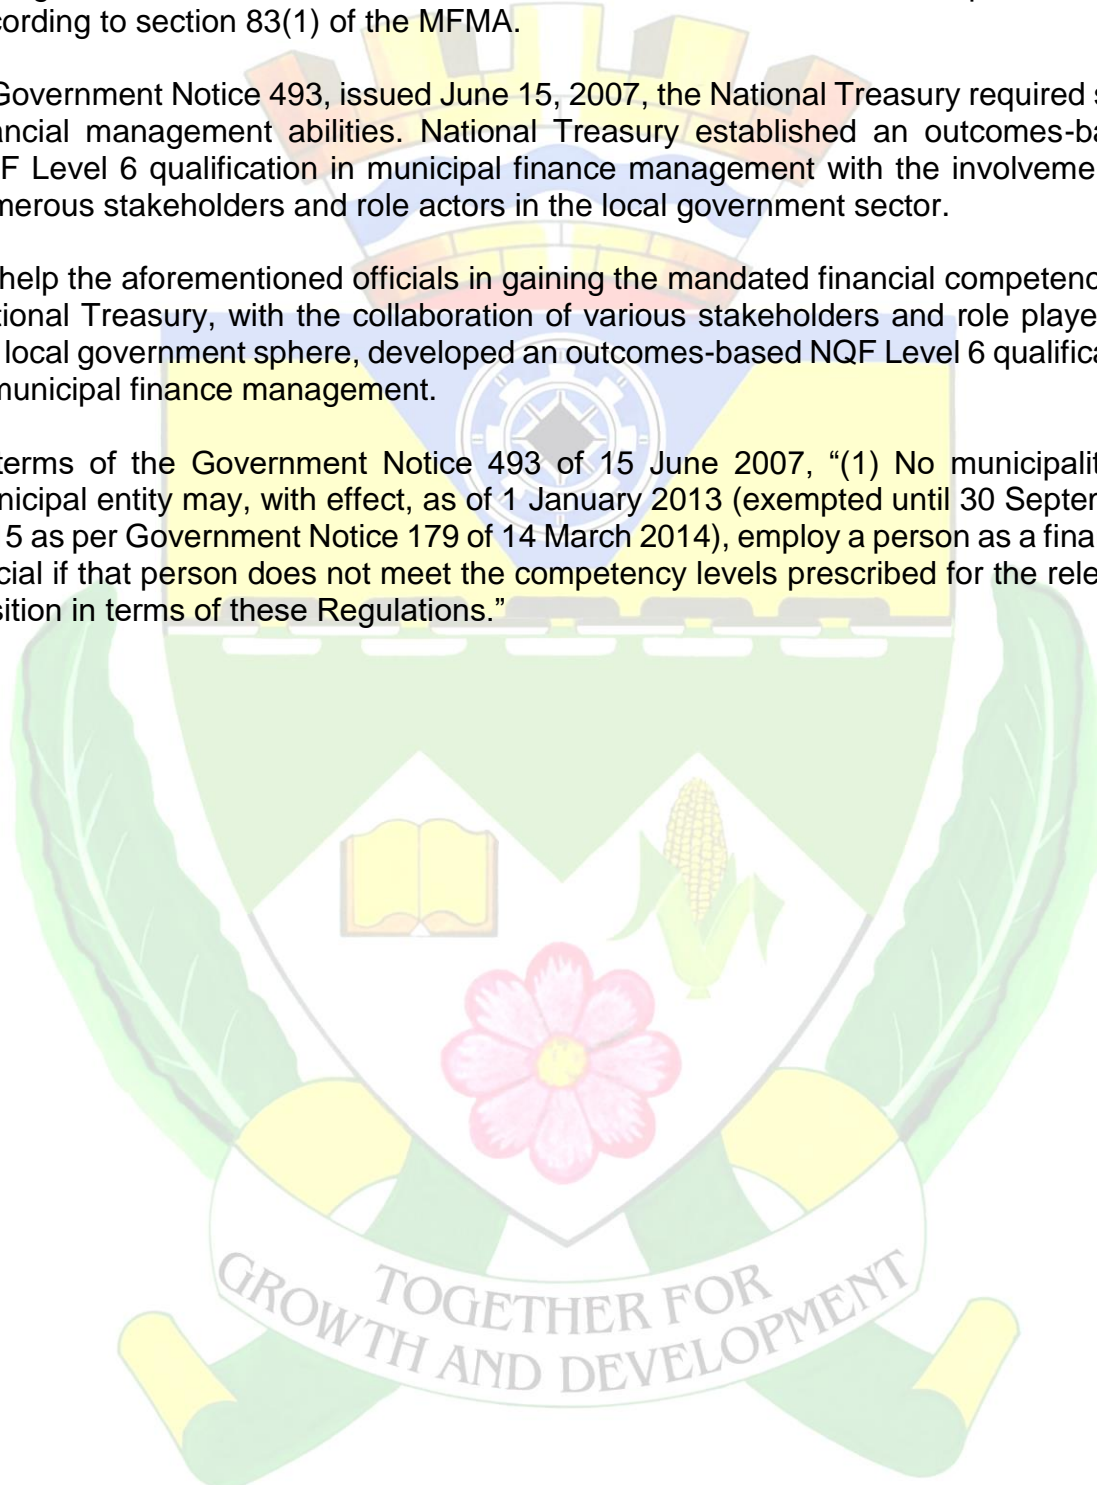 cording to section 83(1) of the MFMA.
Government Notice 493, issued June 15, 2007, the National Treasury required s
ancial management abilities. National Treasury established an outcomes-ba
F Level 6 qualification in municipal finance management with the involveme
merous stakeholders and role actors in the local government sector.
help the aforementioned officials in gaining the mandated financial competenc
tional Treasury, with the collaboration of various stakeholders and role playe
local government sphere, developed an outcomes-based NQF Level 6 qualifica
municipal finance management.
terms of the Government Notice 493 of 15 June 2007, “(1) No municipalit
nicipal entity may, with effect, as of 1 January 2013 (exempted until 30 Septem
15 as per Government Notice 179 of 14 March 2014), employ a person as a fina
cial if that person does not meet the competency levels prescribed for the rele
sition in terms of these Regulations.”
TOGETHER FOR
GROWTH AND DEVELOPMENT